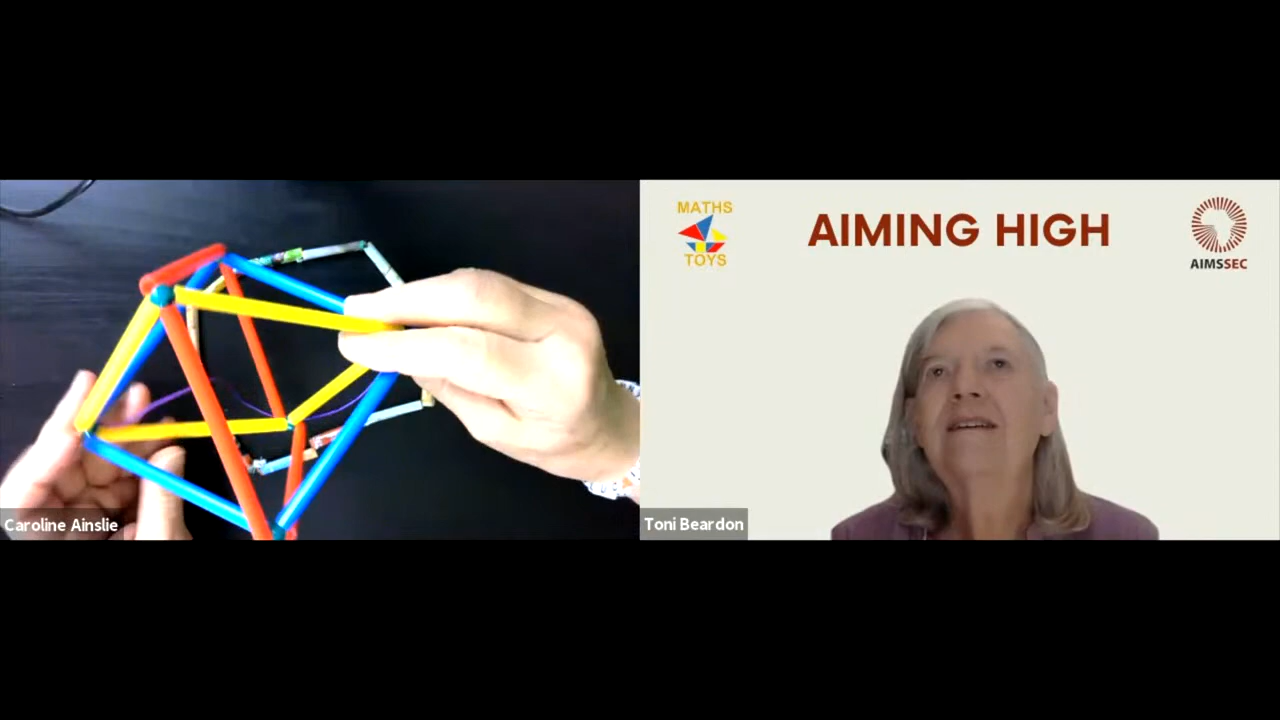 MATHS
TOYS
AIMING HIGH
AIMSSEC
Caroline Ainslie
Toni Beardon